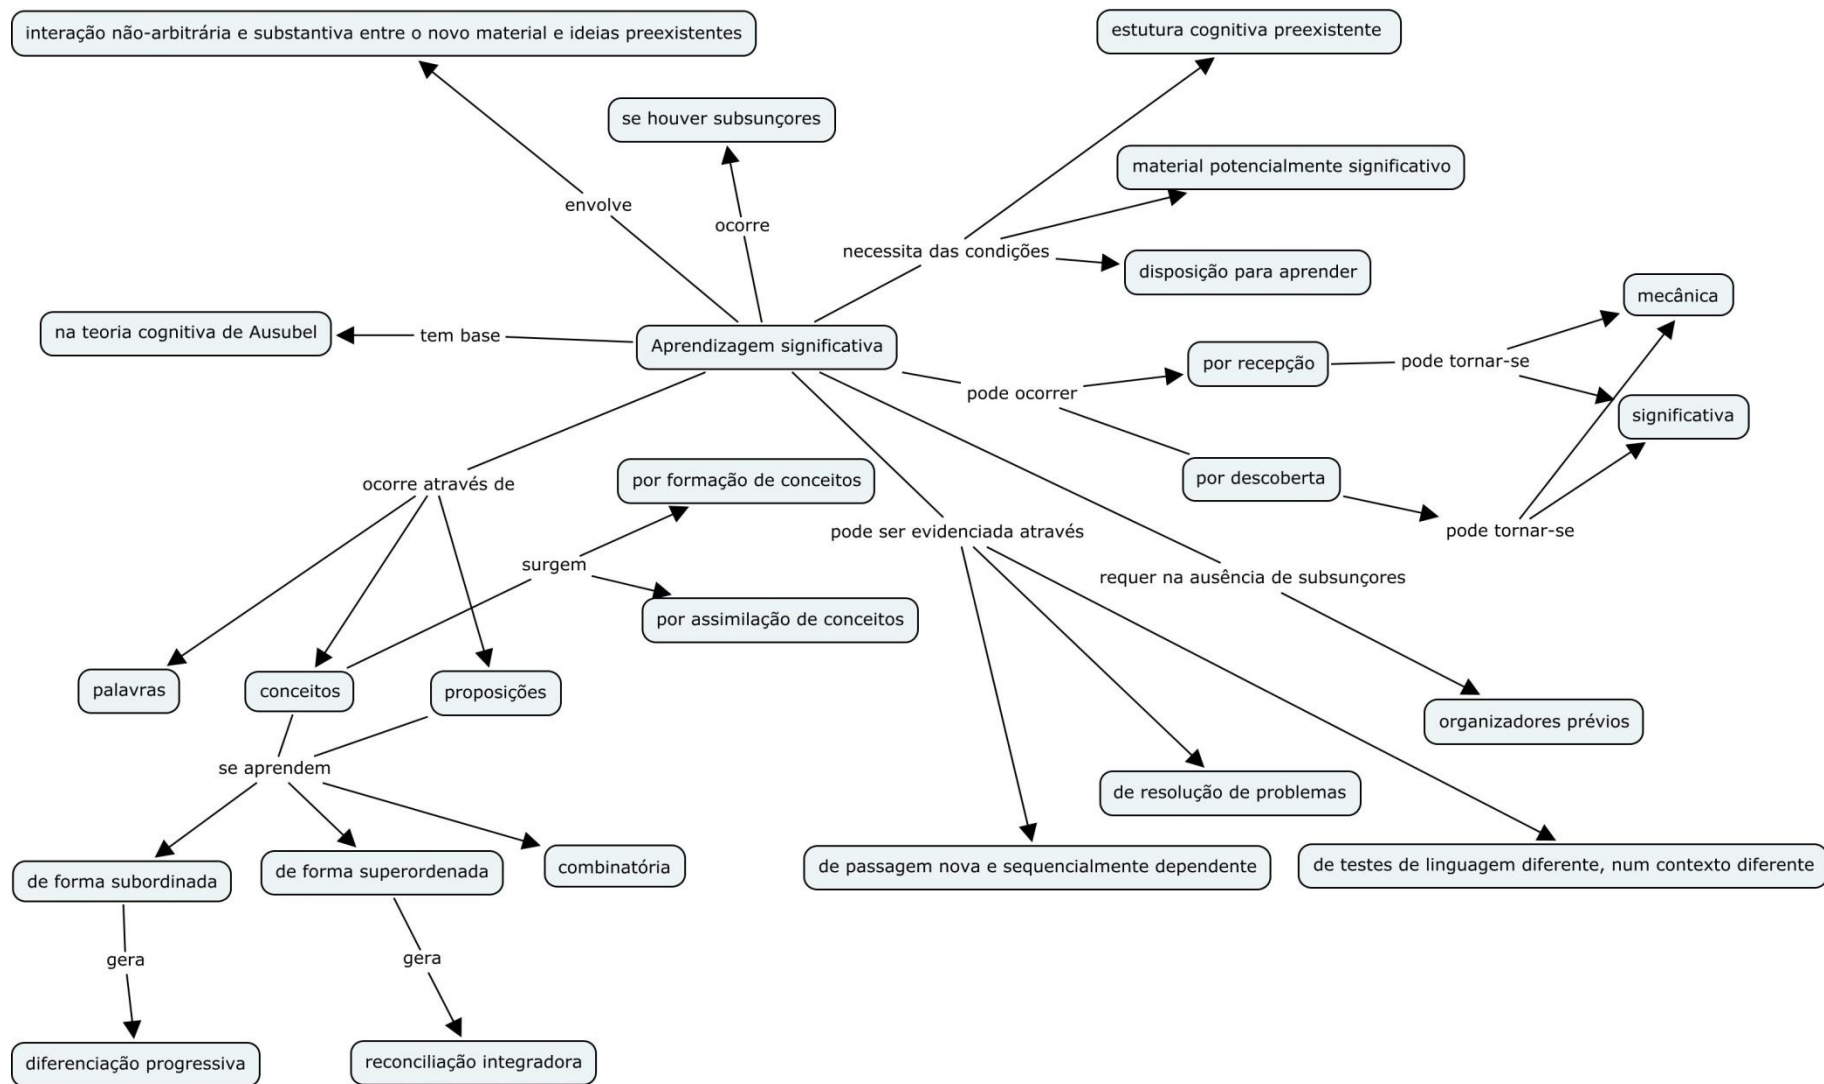 interação não-arbitrária e substantiva entre o novo material e ideias preexistentes
estutura cognitiva preexistente
se houver subsunçores
material potencialmente significativo
envolve
ocorre
necessita das condições
disposição para aprender
mecânica
na teoria cognitiva de Ausubel
tem base
Aprendizagem significativa
por recepção
pode tornar-se
pode ocorrer
significativa
ocorre através de
por formação de conceitos
por descoberta
pode ser evidenciada através
pode tornar-se
surgem
requer na ausência de subsunçores
por assimilação de conceitos
palavras
conceitos
proposições
organizadores prévios
se aprendem
de resolução de problemas
de forma subordinada
de forma superordenada
combinatória
de passagem nova e sequencialmente dependente
de testes de linguagem diferente, num contexto diferente
gera
gera
diferenciação progressiva
reconciliação integradora